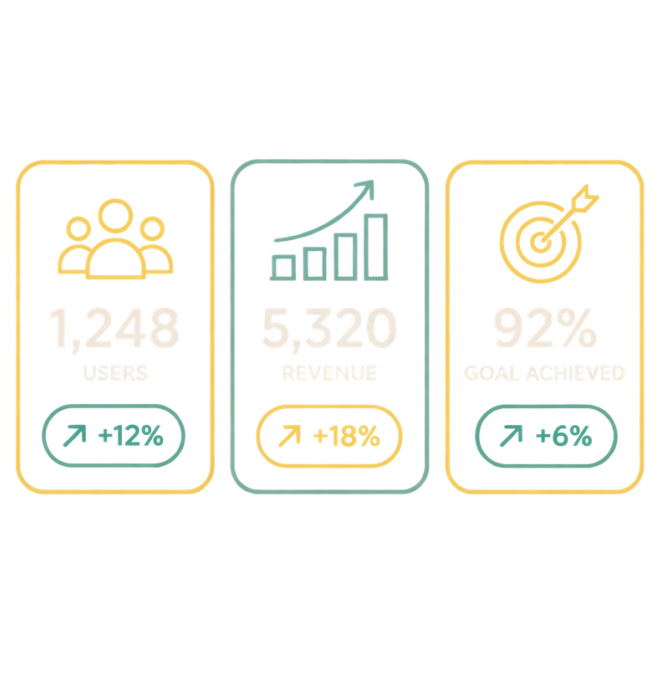 1,248
USERS
+12%
5,320
REVENUE
+18%
92%
GOAL ACHIEVED
+6%